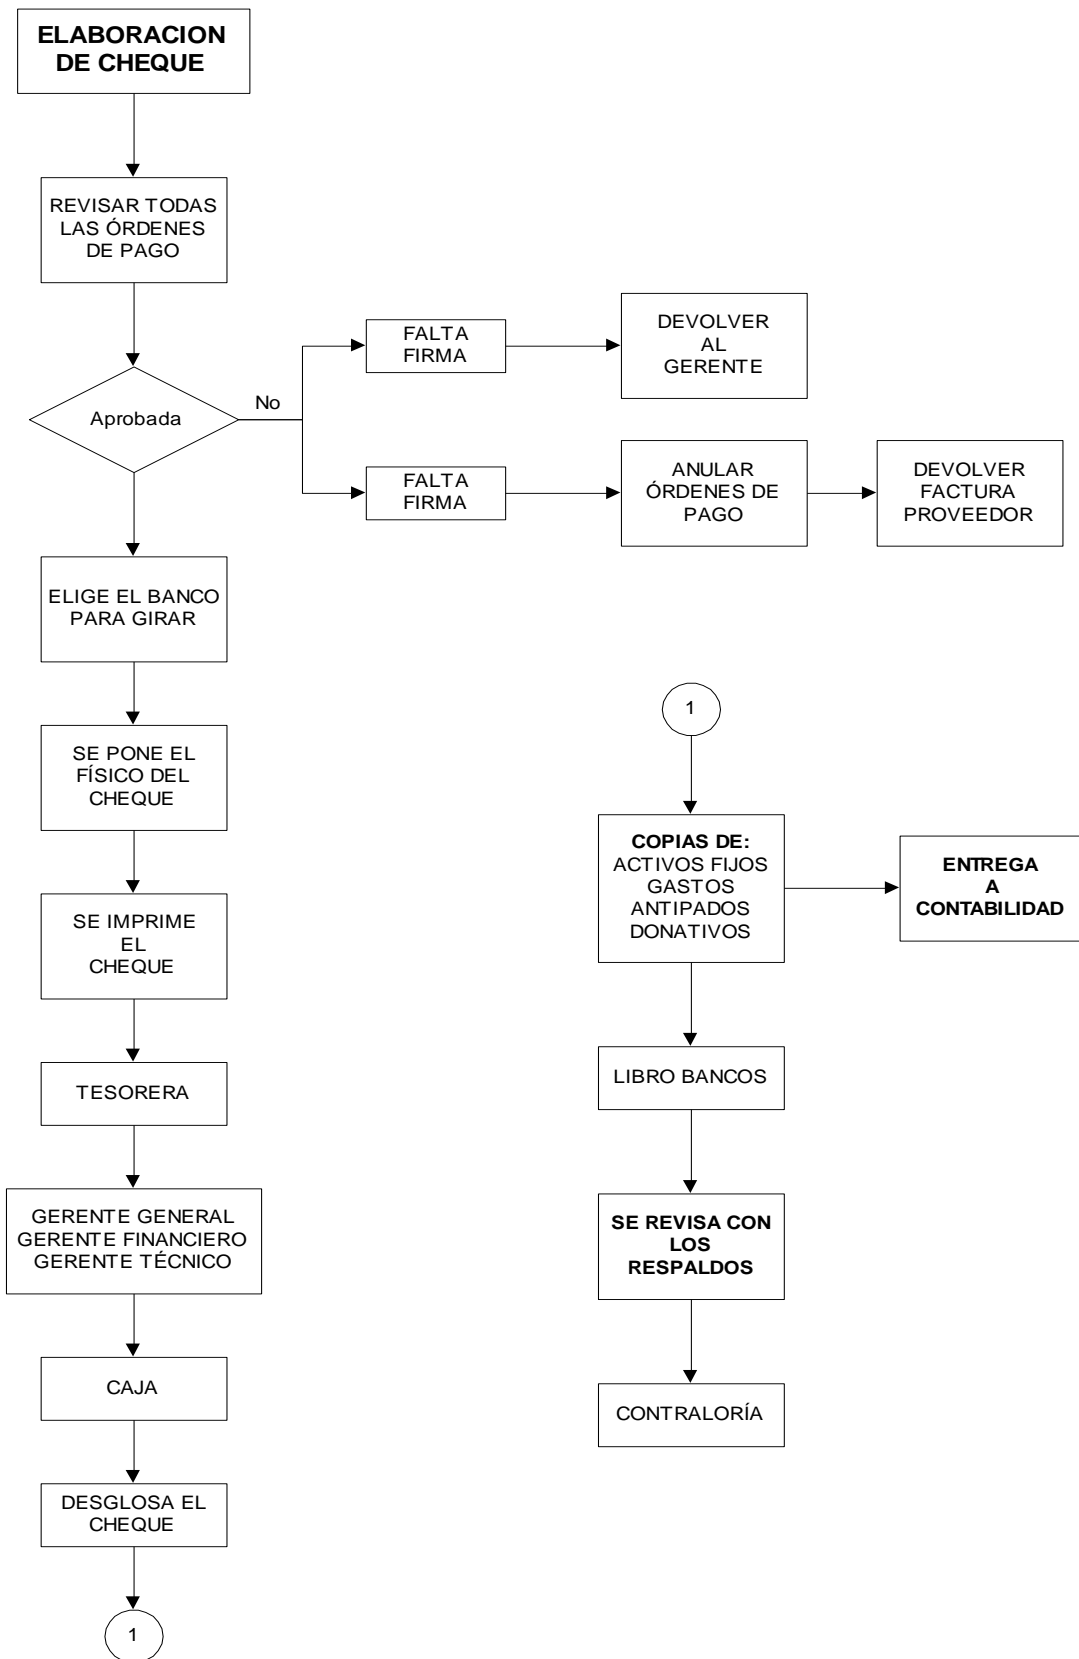 ELABORACION
DE CHEQUE
REVISAR TODAS
LAS ÓRDENES
DE PAGO
Aprobada
No
FALTA
FIRMA
DEVOLVER
AL
GERENTE
FALTA
FIRMA
ANULAR
ÓRDENES DE
PAGO
DEVOLVER
FACTURA
PROVEEDOR
ELIGE EL BANCO
PARA GIRAR
SE PONE EL
FÍSICO DEL
CHEQUE
SE IMPRIME
EL
CHEQUE
TESORERA
GERENTE GENERAL
GERENTE FINANCIERO
GERENTE TÉCNICO
CAJA
DESGLOSA EL
CHEQUE
1
1
COPIAS DE:
ACTIVOS FIJOS
GASTOS
ANTIPADOS
DONATIVOS
ENTREGA
A
CONTABILIDAD
LIBRO BANCOS
SE REVISA CON
LOS
RESPALDOS
CONTRALORÍA